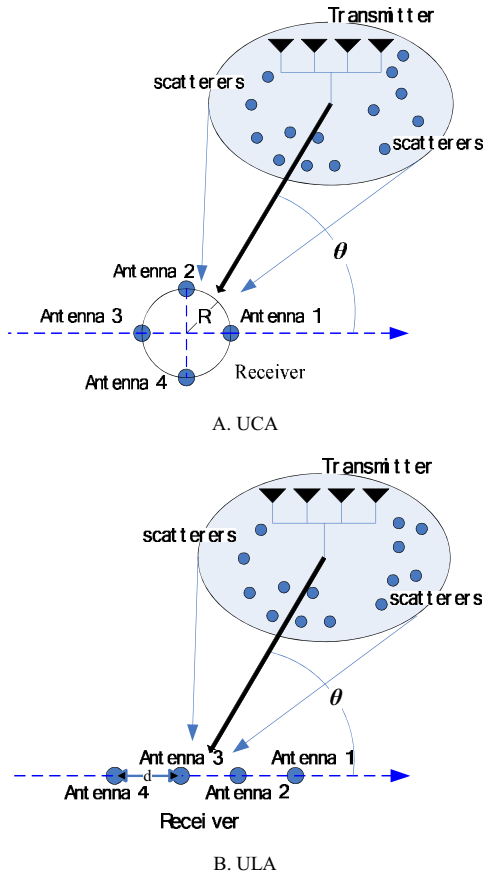 Transmitter
scatterers
scatterers
θ
Antenna 2
Antenna 3
Antenna 1
R
Antenna 4
Receiver
A. UCA
Transmitter
scatterers
scatterers
θ
Antenna 3
Antenna 1
d
Antenna 4
Antenna 2
Receiver
B. ULA